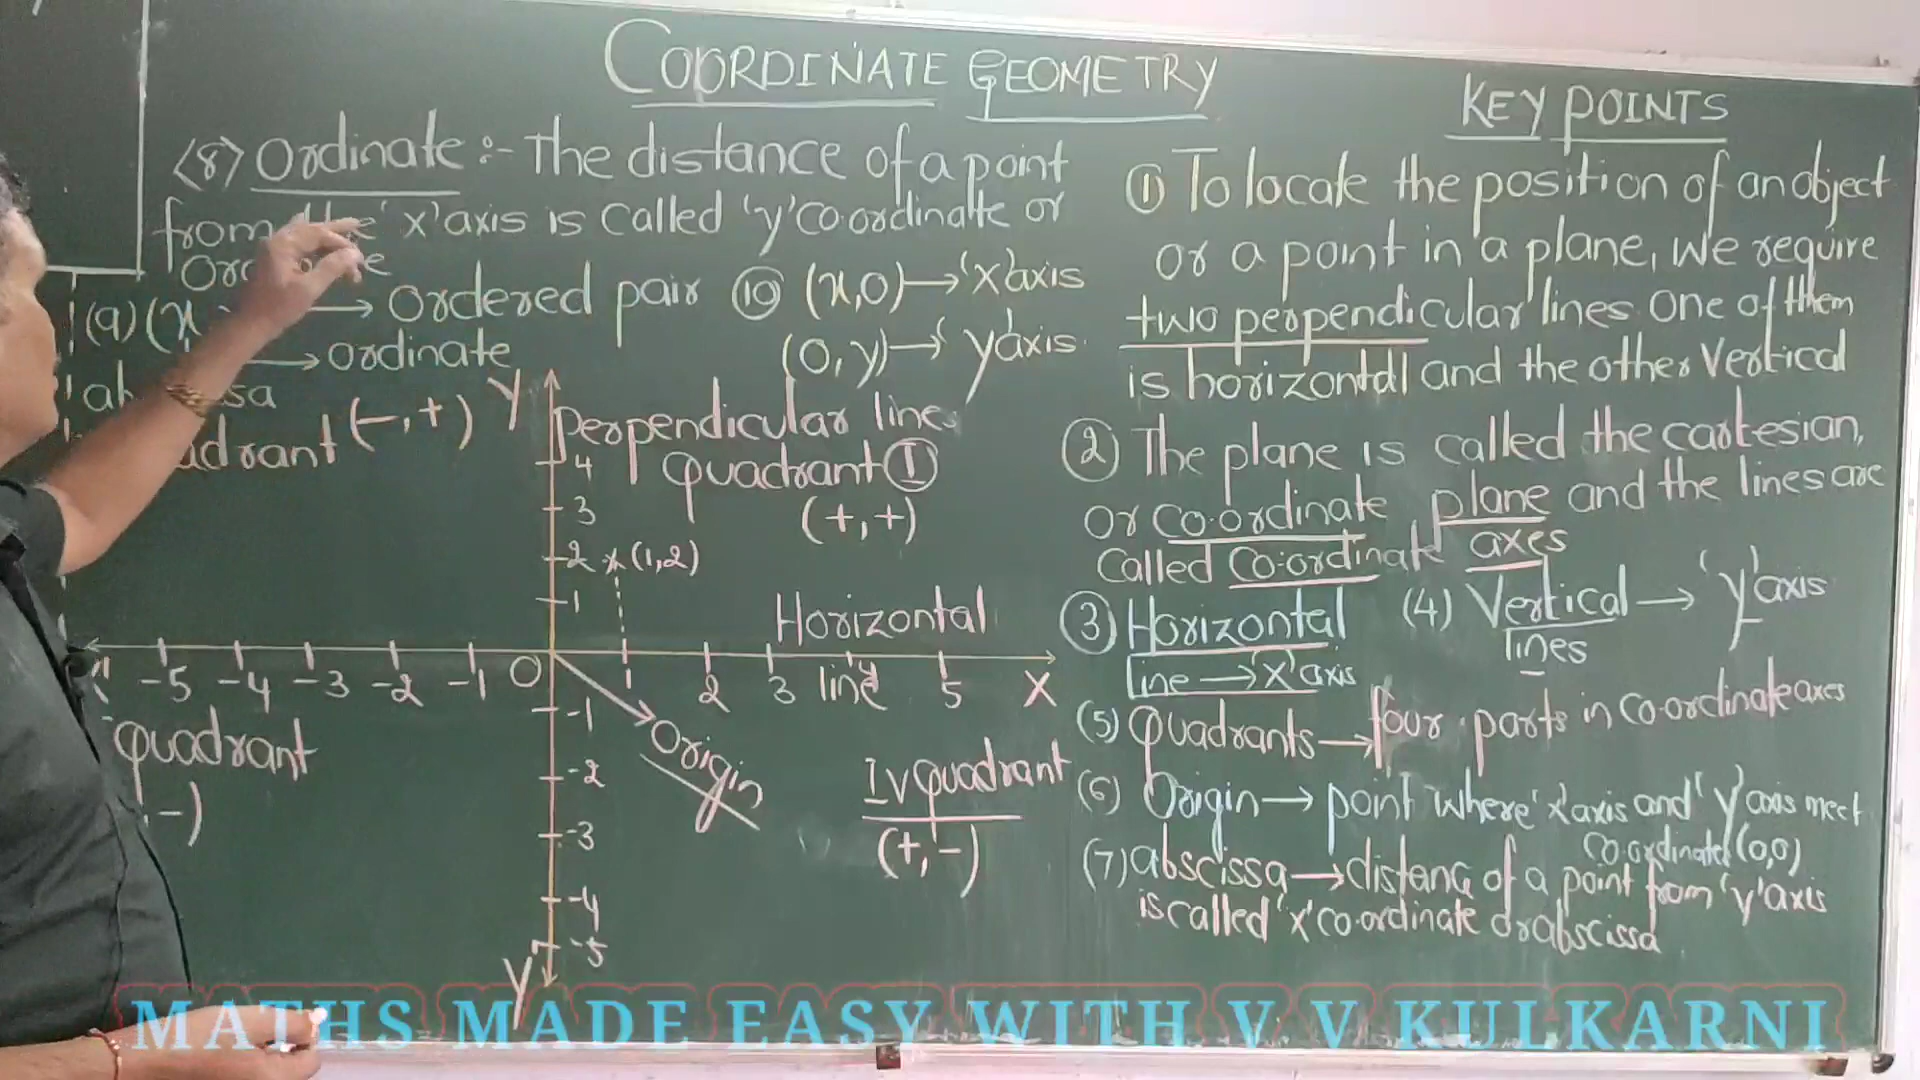 COORDINATE GEOMETRY
<8> Ordinate :- The distance of a point
from the 'x' axis is called 'y' co-ordinate or
(9) (x → Ordered pair
→ ordinate
(10) (x,0) → 'x' axis
(0, y) → 'y' axis
(-,+)
Y
Perpendicular line
quadrant I
(+,+)
4
3
2
(1,2)
1
Horizontal
line
-5 -4 -3 -2 -1 O 2 3 5 X
-1
Origin
-2
-3
-4
-5
Y'
quadrant
-)
IV quadrant
(+,-)
KEY POINTS
① To locate the position of an object
or a point in a plane, we require
two perpendicular lines one of them
is horizontal and the other vertical
② The plane is called the cartesian,
or co-ordinate plane and the lines are
called co-ordinate axes
③ Horizontal
line → 'x' axis
(4) Vertical → 'y' axis
lines
(5) quadrants → four parts in co-ordinate axes
(6) Origin → point where 'x' axis and 'y' axis meet
co-ordinates (0,0)
(7) abscissa → distance of a point from 'y' axis
is called 'x' co-ordinate or abscissa
MATHS MADE EASY WITH V V KULKARNI